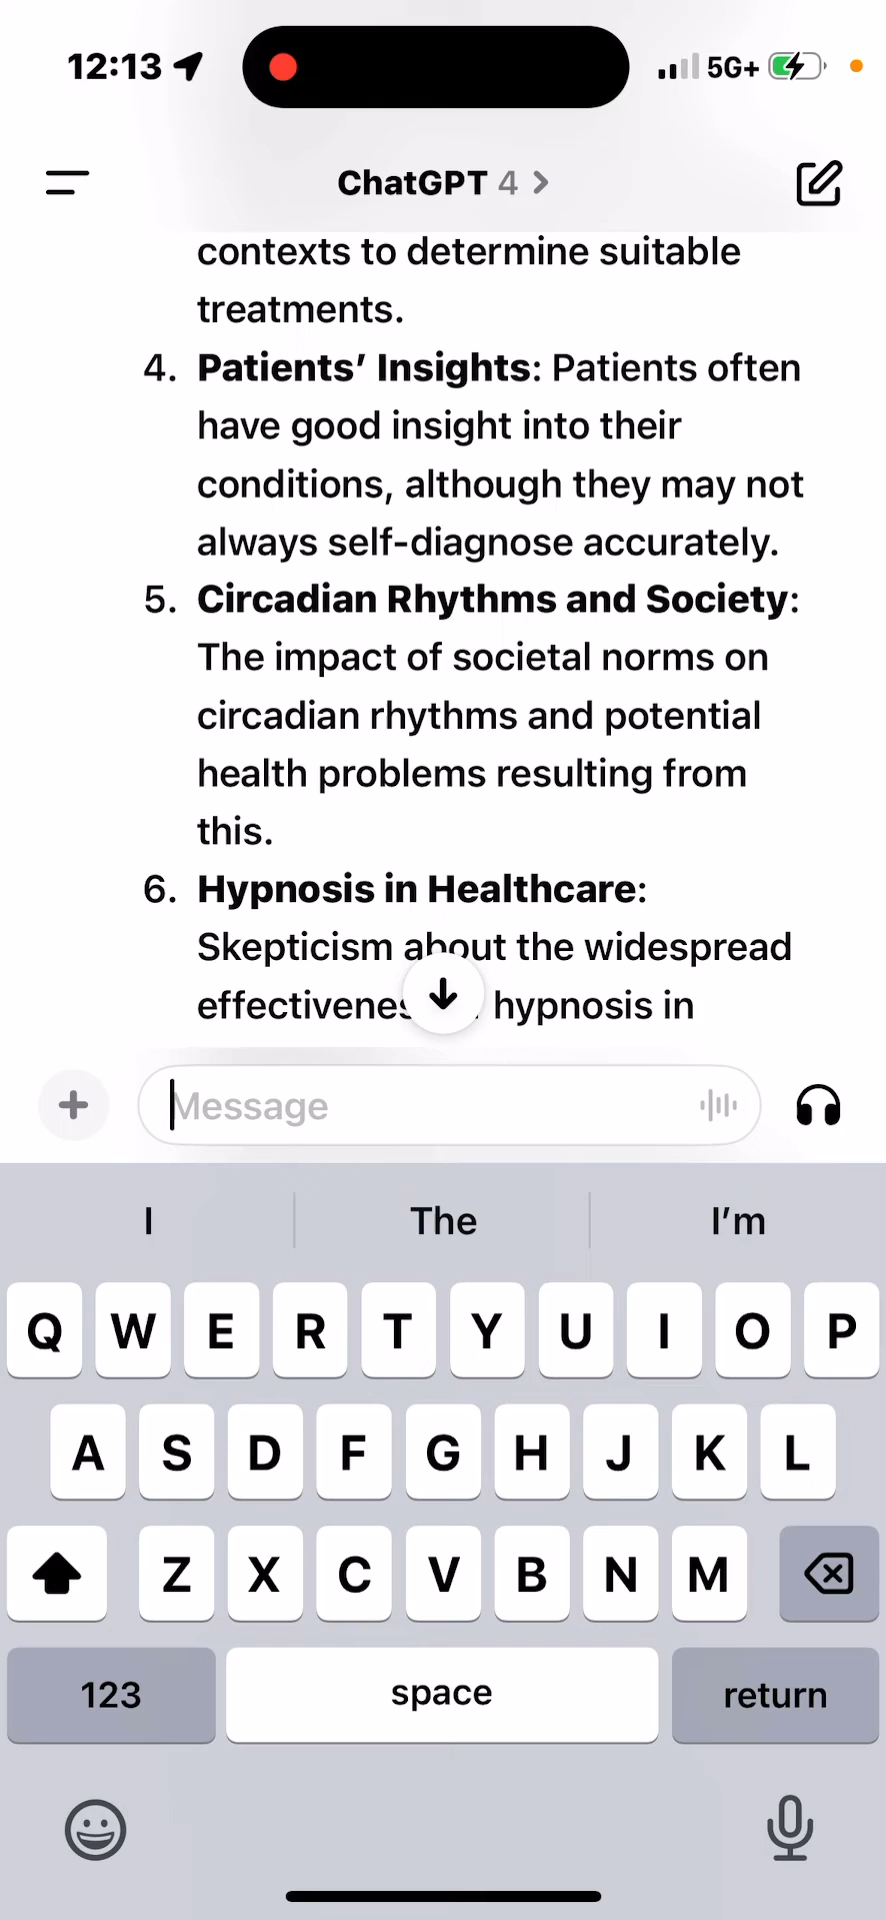 12:13
5G+
ChatGPT 4 >
contexts to determine suitable
treatments.
4. Patients’ Insights: Patients often
have good insight into their
conditions, although they may not
always self-diagnose accurately.
5. Circadian Rhythms and Society:
The impact of societal norms on
circadian rhythms and potential
health problems resulting from
this.
6. Hypnosis in Healthcare:
Skepticism about the widespread
hypnosis in
Message
I The I’m
Q W E R T Y U I O P
A S D F G H J K L
Z X C V B N M
123 space return